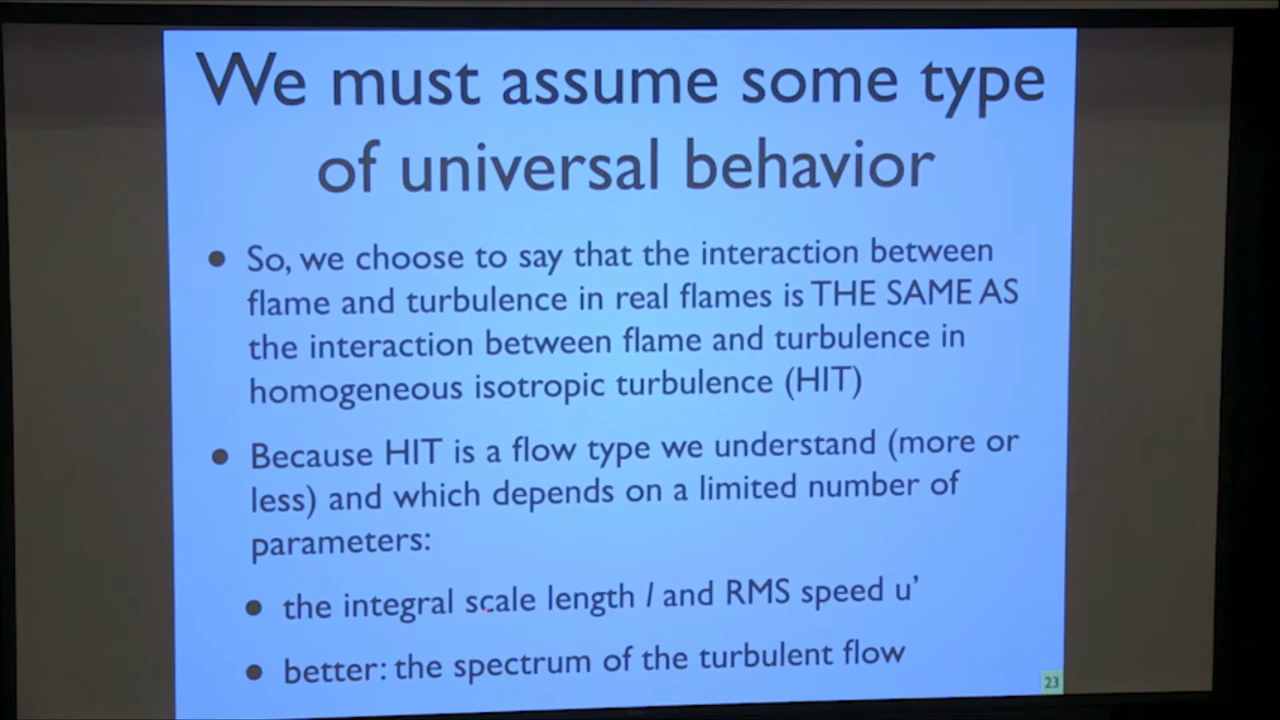 We must assume some type
of universal behavior
• So, we choose to say that the interaction between
flame and turbulence in real flames is THE SAME AS
the interaction between flame and turbulence in
homogeneous isotropic turbulence (HIT)
• Because HIT is a flow type we understand (more or
less) and which depends on a limited number of
parameters:
• the integral scale length l and RMS speed u’
• better: the spectrum of the turbulent flow
23